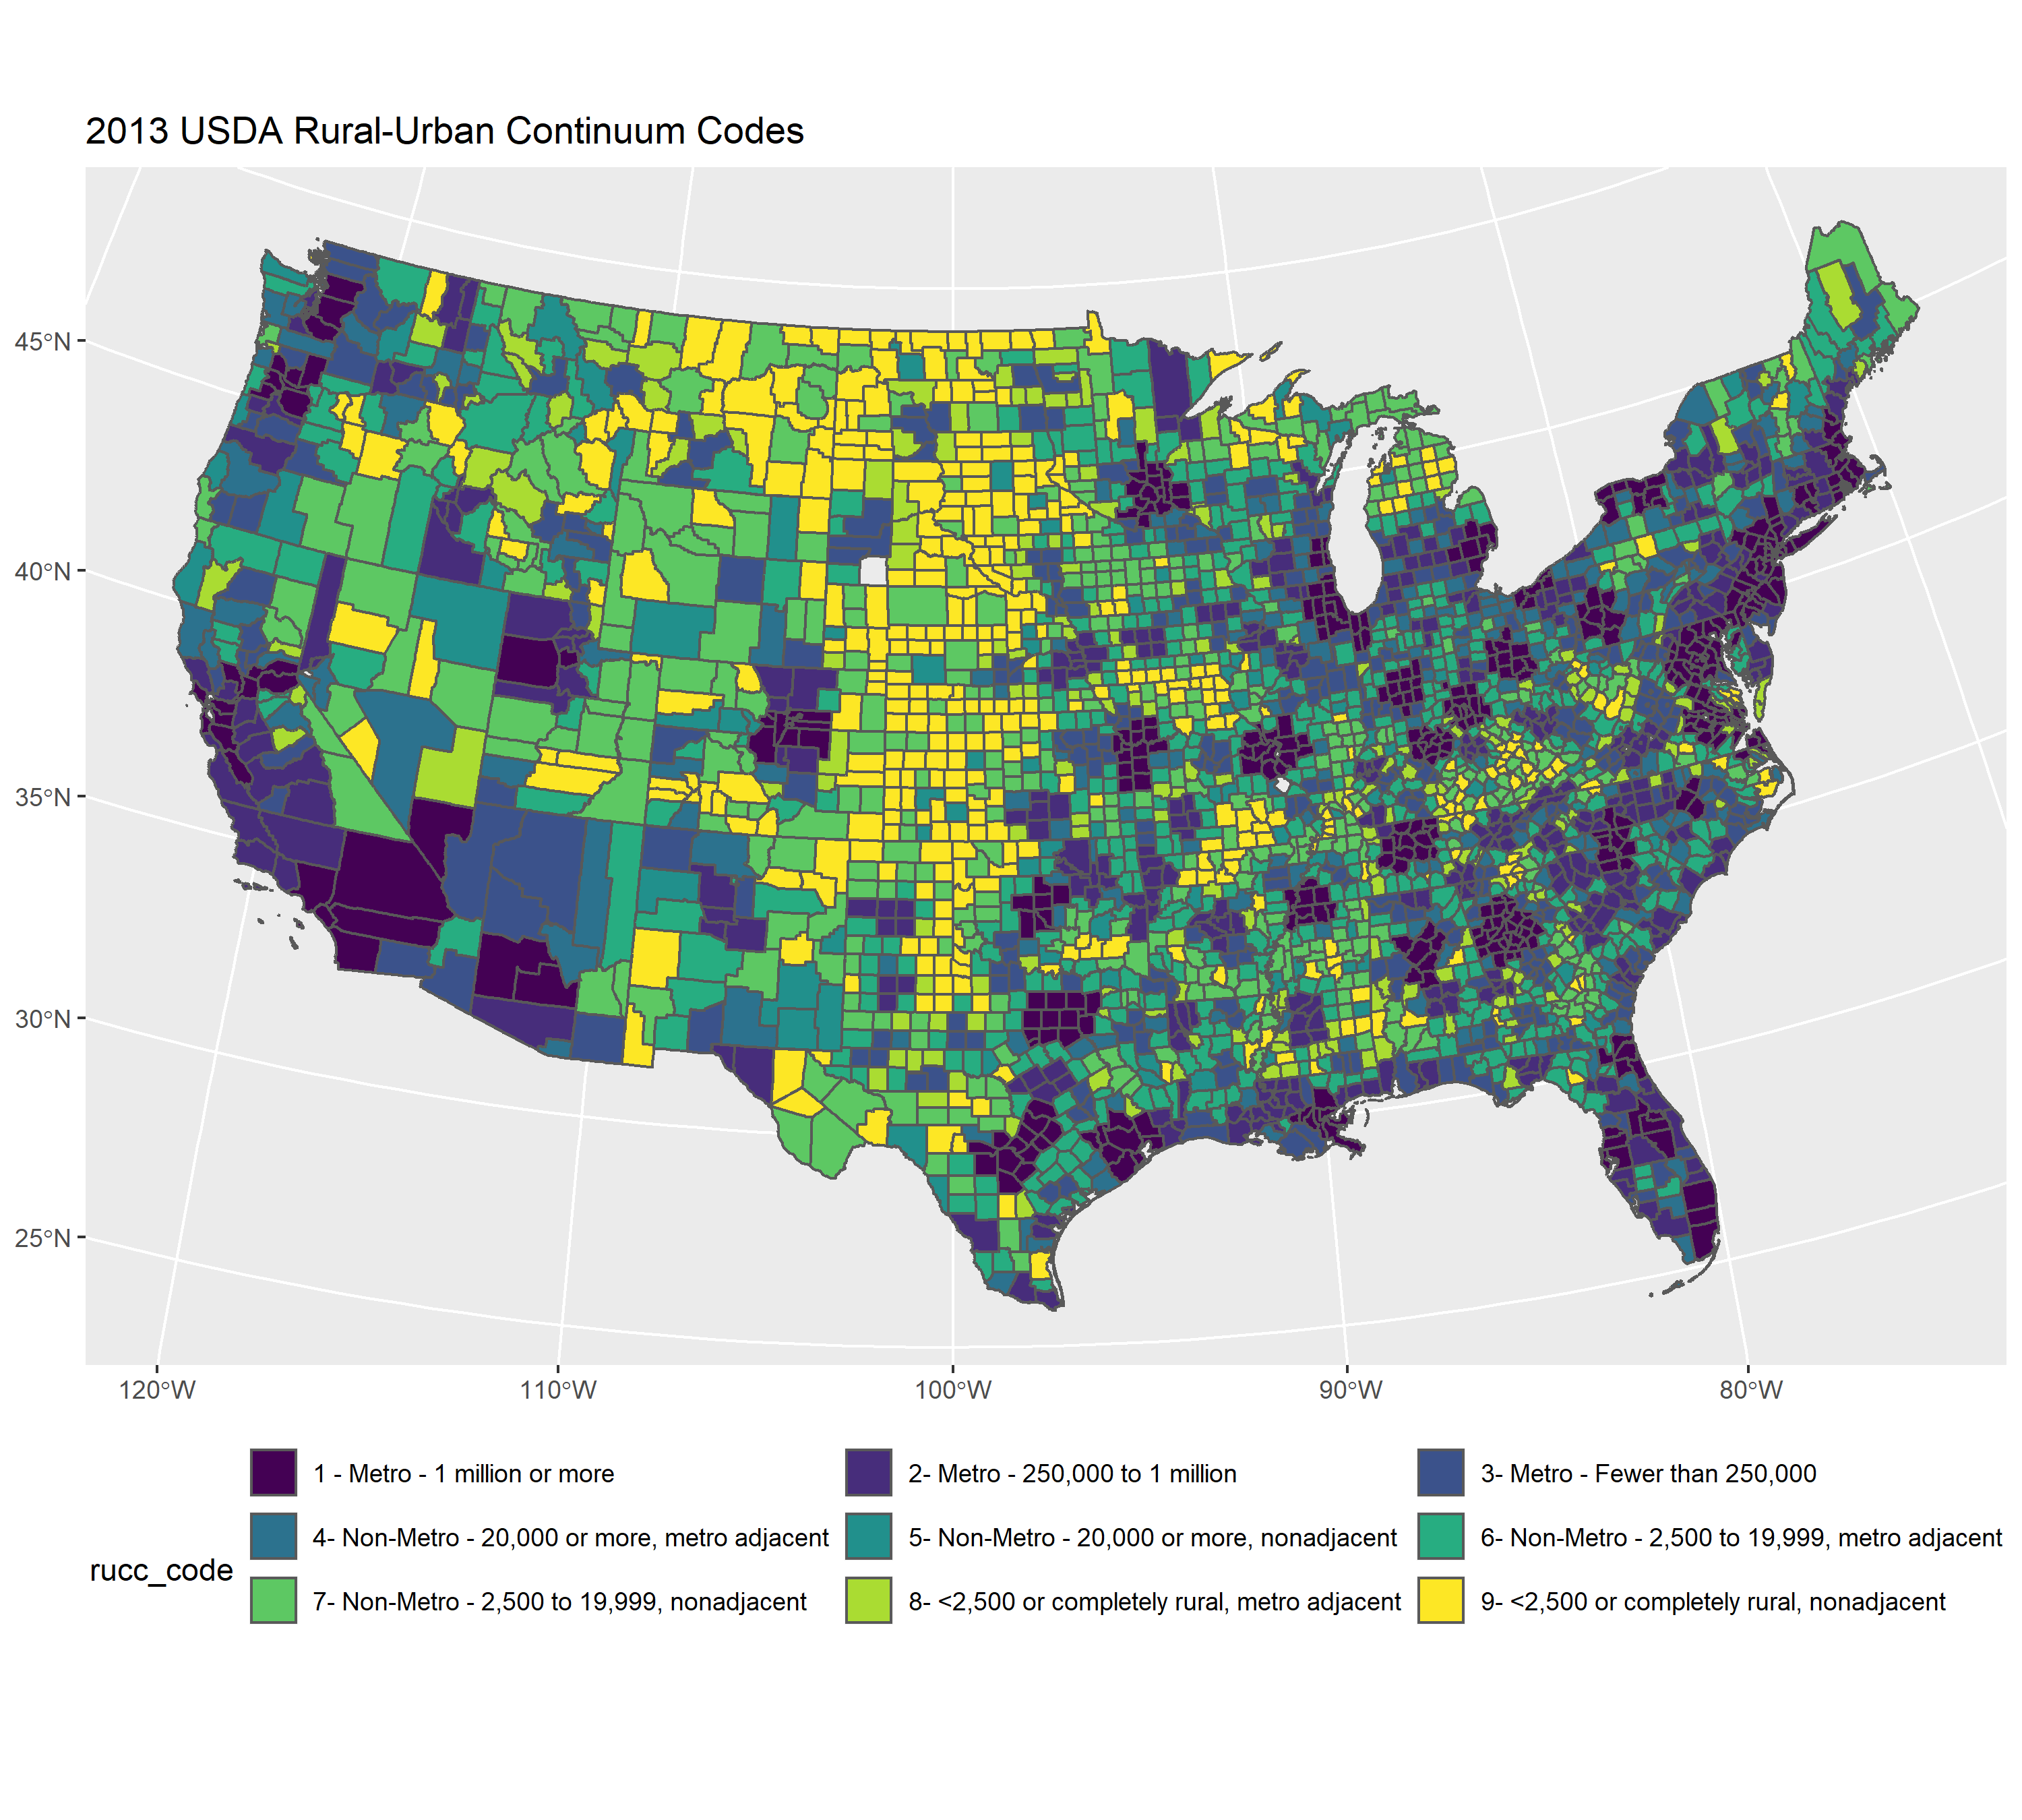 2013 USDA Rural-Urban Continuum Codes
45°N
40°N
35°N
30°N
25°N
120°W 110°W 100°W 90°W 80°W
rucc_code
1 - Metro - 1 million or more
2- Metro - 250,000 to 1 million
3- Metro - Fewer than 250,000
4- Non-Metro - 20,000 or more, metro adjacent
5- Non-Metro - 20,000 or more, nonadjacent
6- Non-Metro - 2,500 to 19,999, metro adjacent
7- Non-Metro - 2,500 to 19,999, nonadjacent
8- <2,500 or completely rural, metro adjacent
9- <2,500 or completely rural, nonadjacent